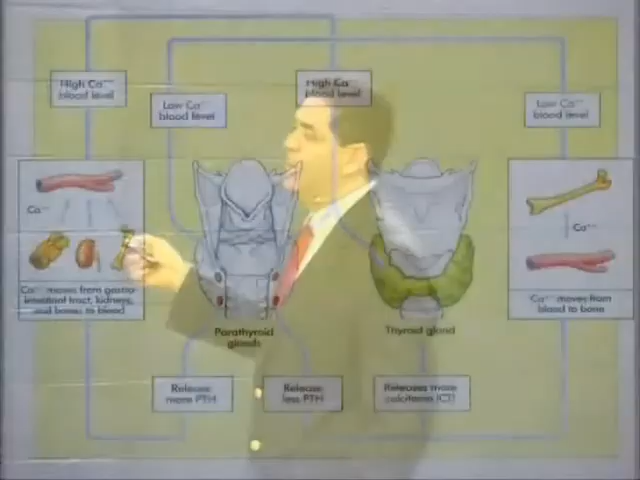 High Ca++
blood level
Low Ca++
blood level
High Ca++
blood level
Low Ca++
blood level
Ca++
Ca++
Ca++ moves from gastro-
intestinal tract, kidneys,
and bones to blood
Ca++ moves from
blood to bone
Parathyroid
glands
Thyroid gland
Release
more PTH
Release
less PTH
Releases more
calcitonin (CT)